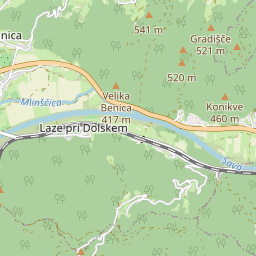 541 m
Gradišče
521 m
nica
520 m
Velika
Benica
417 m
Mlinščica
Konikve
460 m
Laze pri Dolskem
Sava